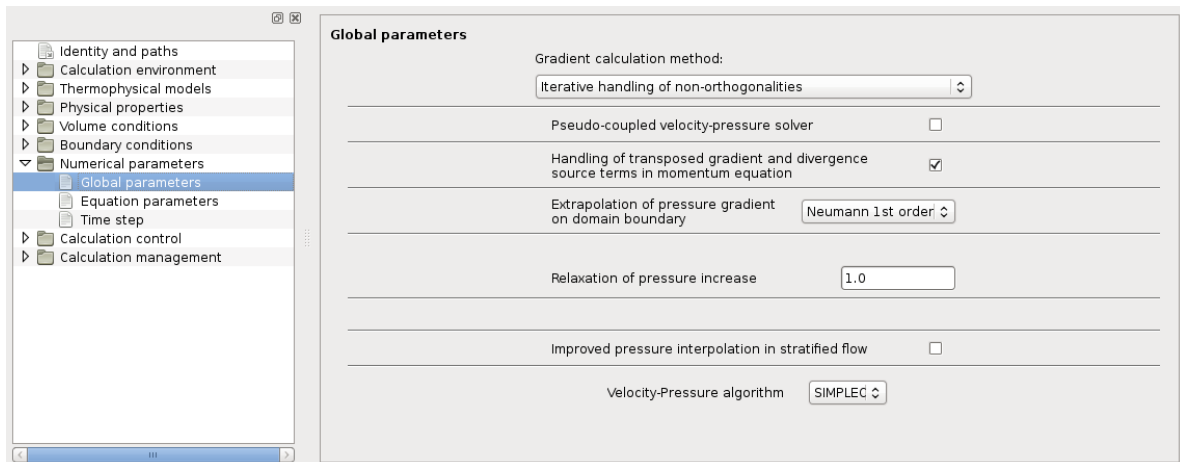 Identity and paths
Calculation environment
Thermophysical models
Physical properties
Volume conditions
Boundary conditions
Numerical parameters
Global parameters
Equation parameters
Time step
Calculation control
Calculation management
Global parameters
Gradient calculation method:
Iterative handling of non-orthogonalities
Pseudo-coupled velocity-pressure solver
Handling of transposed gradient and divergence
source terms in momentum equation
Extrapolation of pressure gradient
on domain boundary
Neumann 1st order
Relaxation of pressure increase
1.0
Improved pressure interpolation in stratified flow
Velocity-Pressure algorithm
SIMPLEC